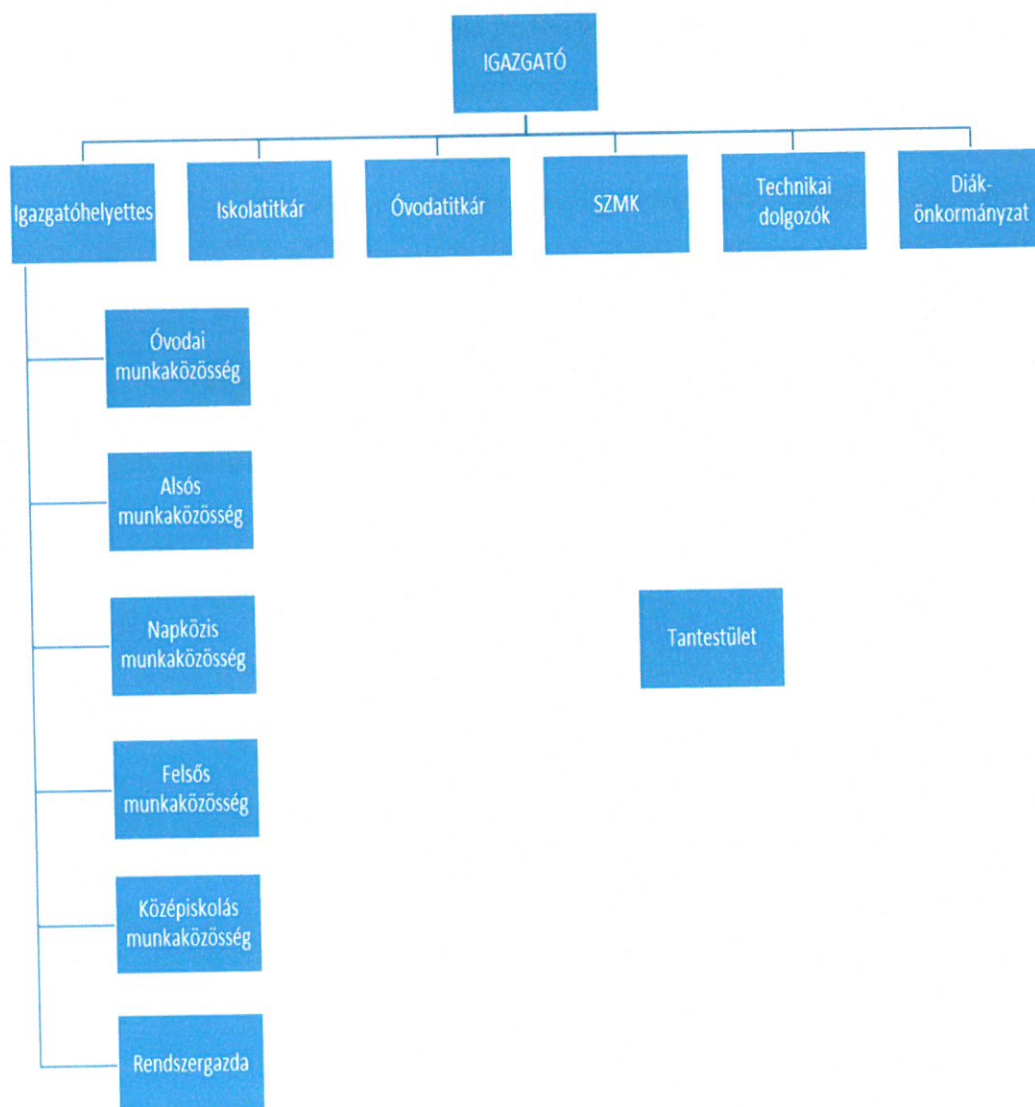 IGAZGATÓ
Igazgatóhelyettes
Iskolatitkár
Óvodatitkár
SZMK
Technikai
dolgozók
Diák-
önkormányzat
Óvodai
munkaközösség
Alsós
munkaközösség
Napközis
munkaközösség
Tantestület
Felsős
munkaközösség
Középiskolás
munkaközösség
Rendszergazda